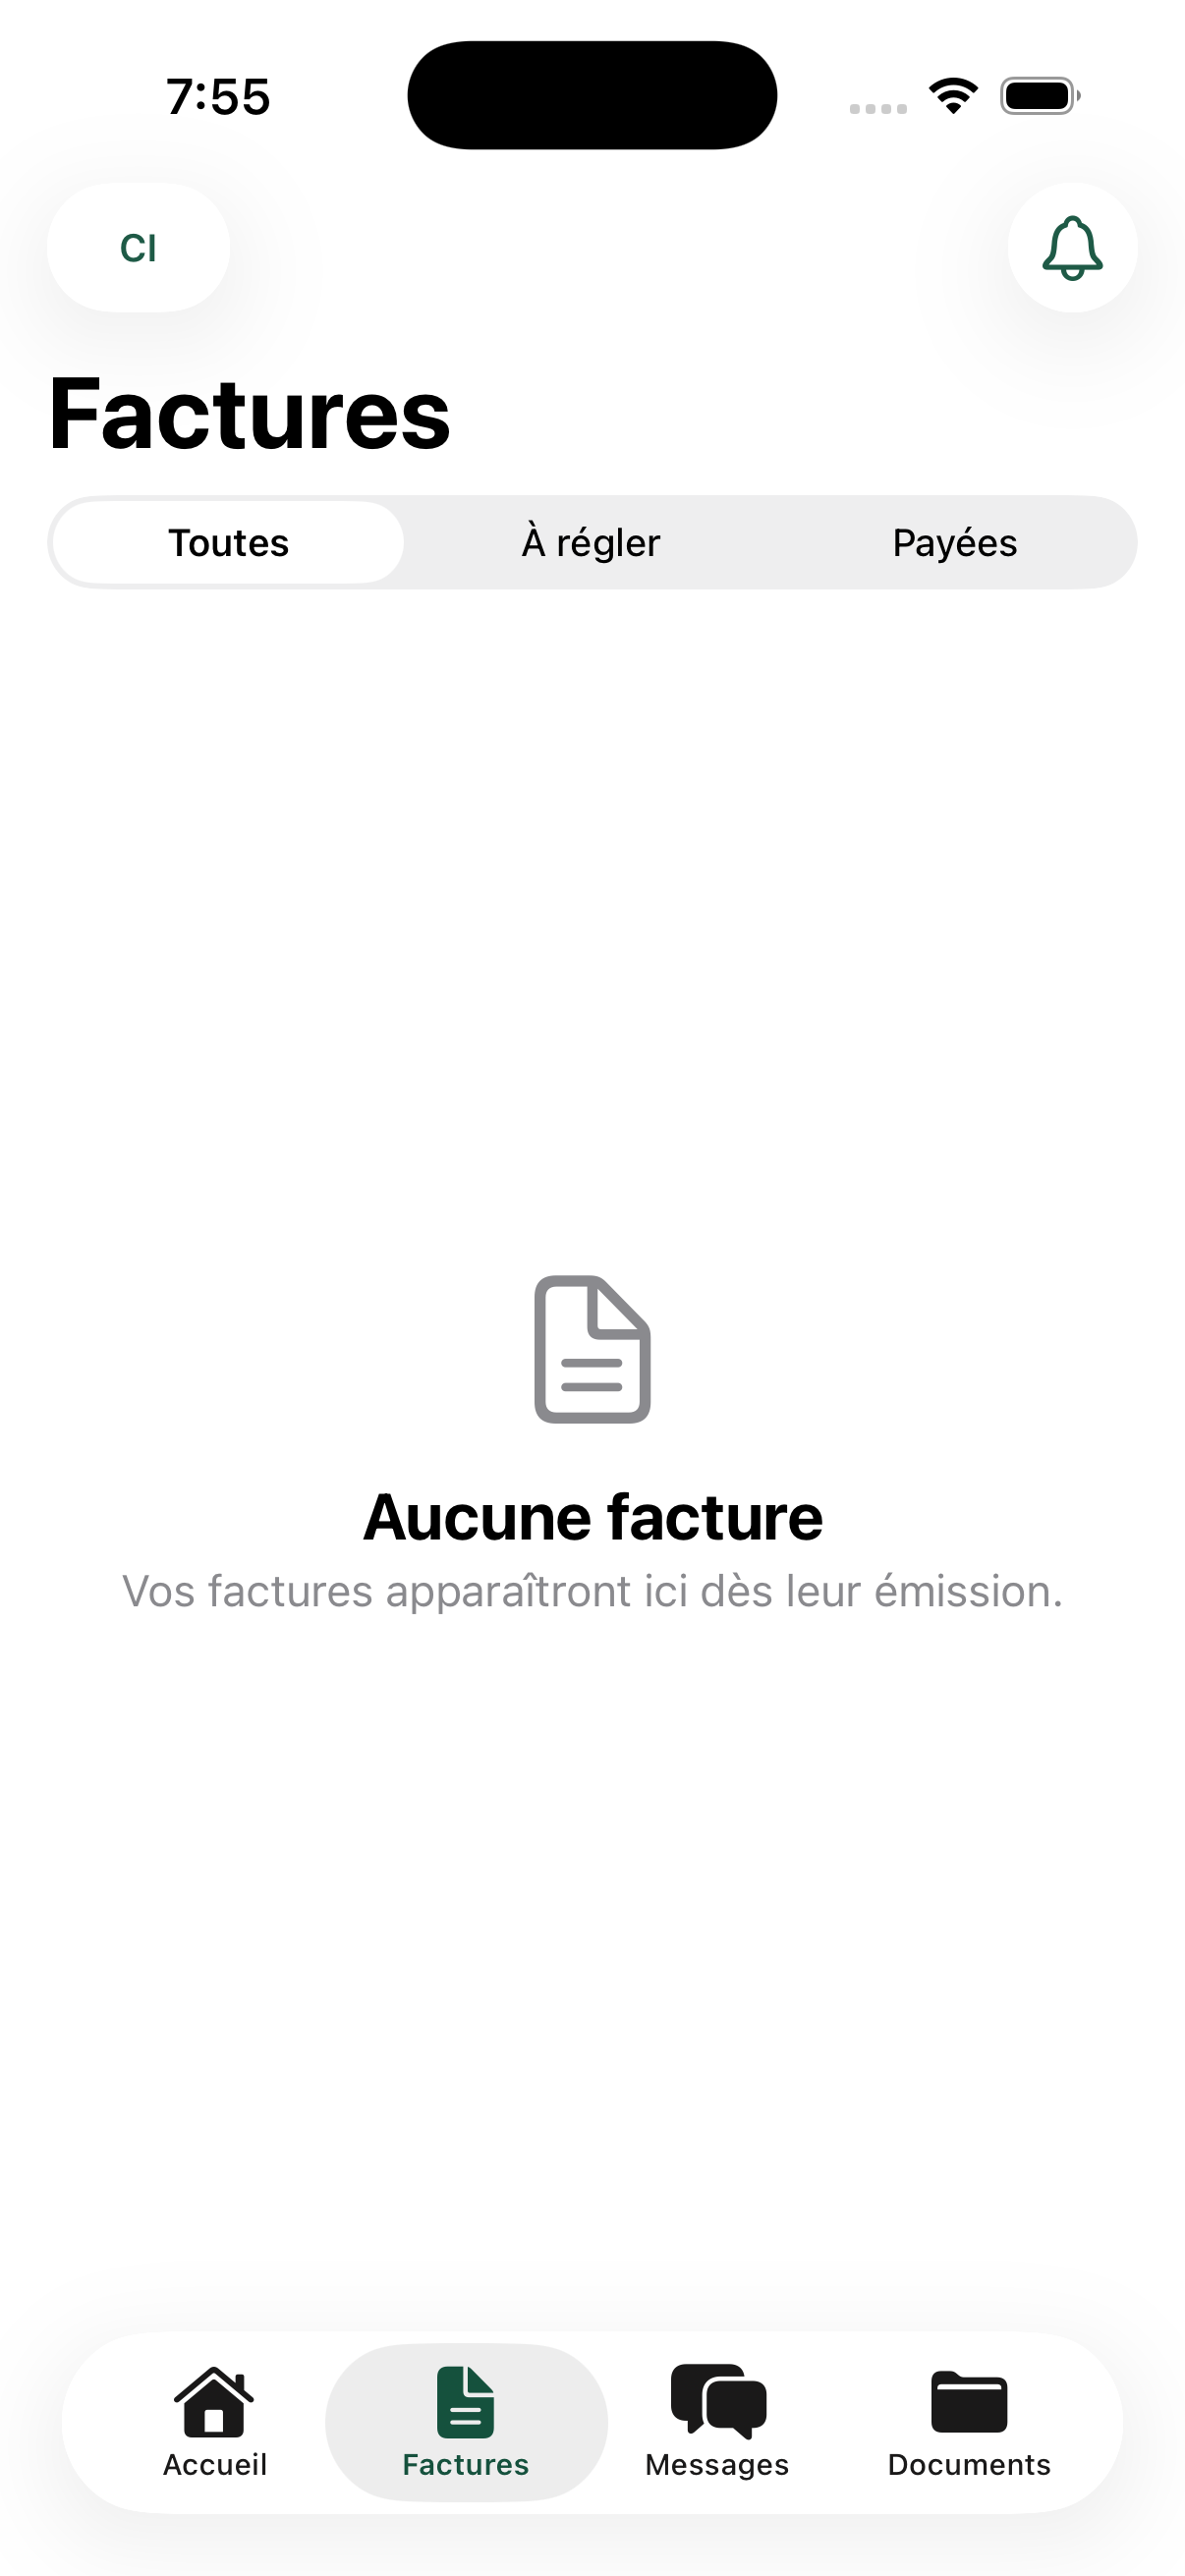 7:55
CI
Factures
Toutes À régler Payées
Aucune facture
Vos factures apparaîtront ici dès leur émission.
Accueil Factures Messages Documents